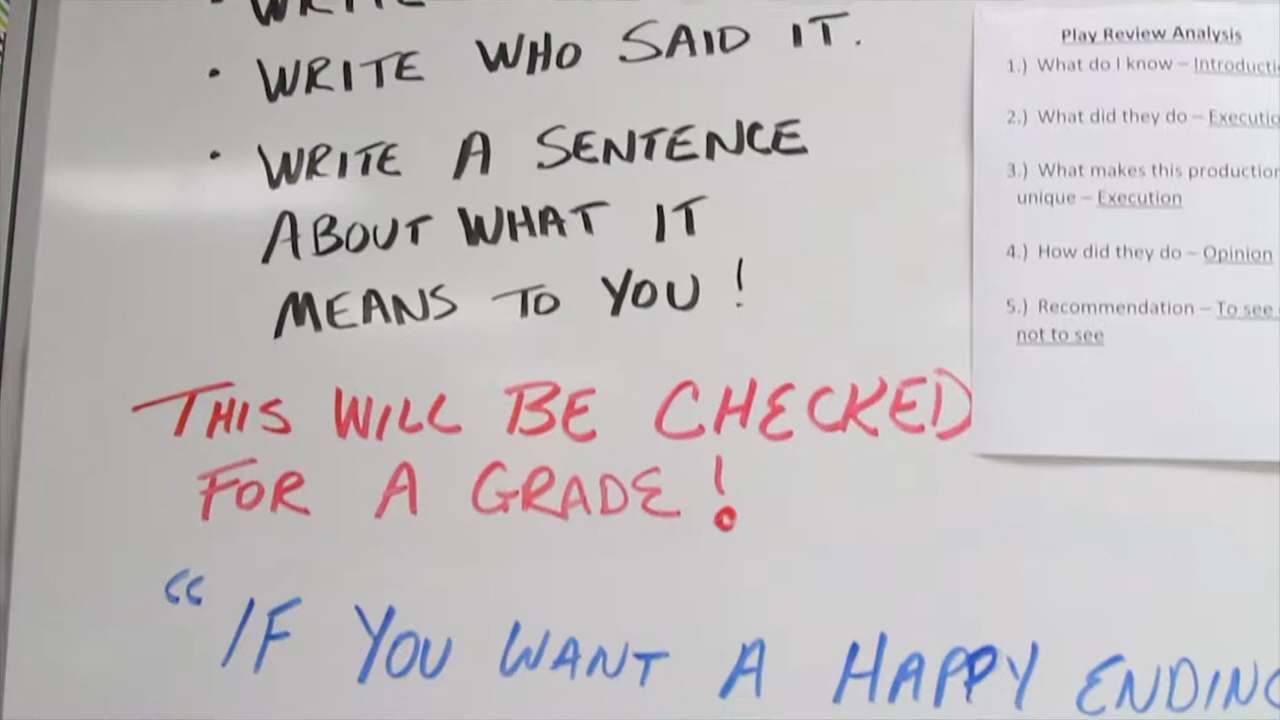 • WRITE
• WRITE WHO SAID IT.
• WRITE A SENTENCE
ABOUT WHAT IT
MEANS TO YOU!
THIS WILL BE CHECKED
FOR A GRADE!
“IF YOU WANT A HAPPY ENDING
Play Review Analysis
1.) What do I know – Introducti
2.) What did they do – Executio
3.) What makes this production
unique – Execution
4.) How did they do – Opinion
5.) Recommendation – To see
not to see